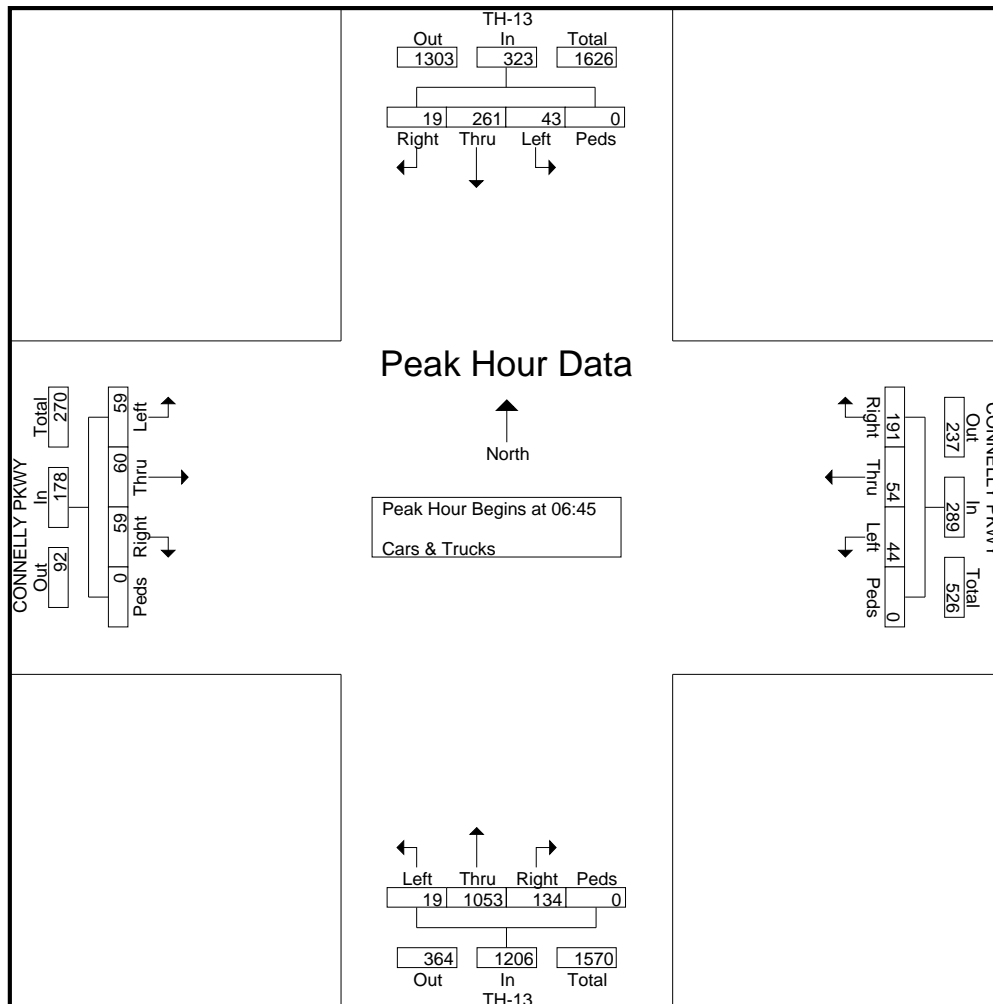 TH-13
Out In Total
1303 323 1626
19 261 43 0
Right Thru Left Peds
Peak Hour Data
North
Peak Hour Begins at 06:45
Cars & Trucks
CONNELLY PKWY
Out In Total
92 178 270
59 60 59 0
Left Thru Right Peds
CONNELLY PKWY
Out In Total
237 289 526
191 54 44 0
Right Thru Left Peds
Left Thru Right Peds
19 1053 134 0
364 1206 1570
Out In Total
TH-13